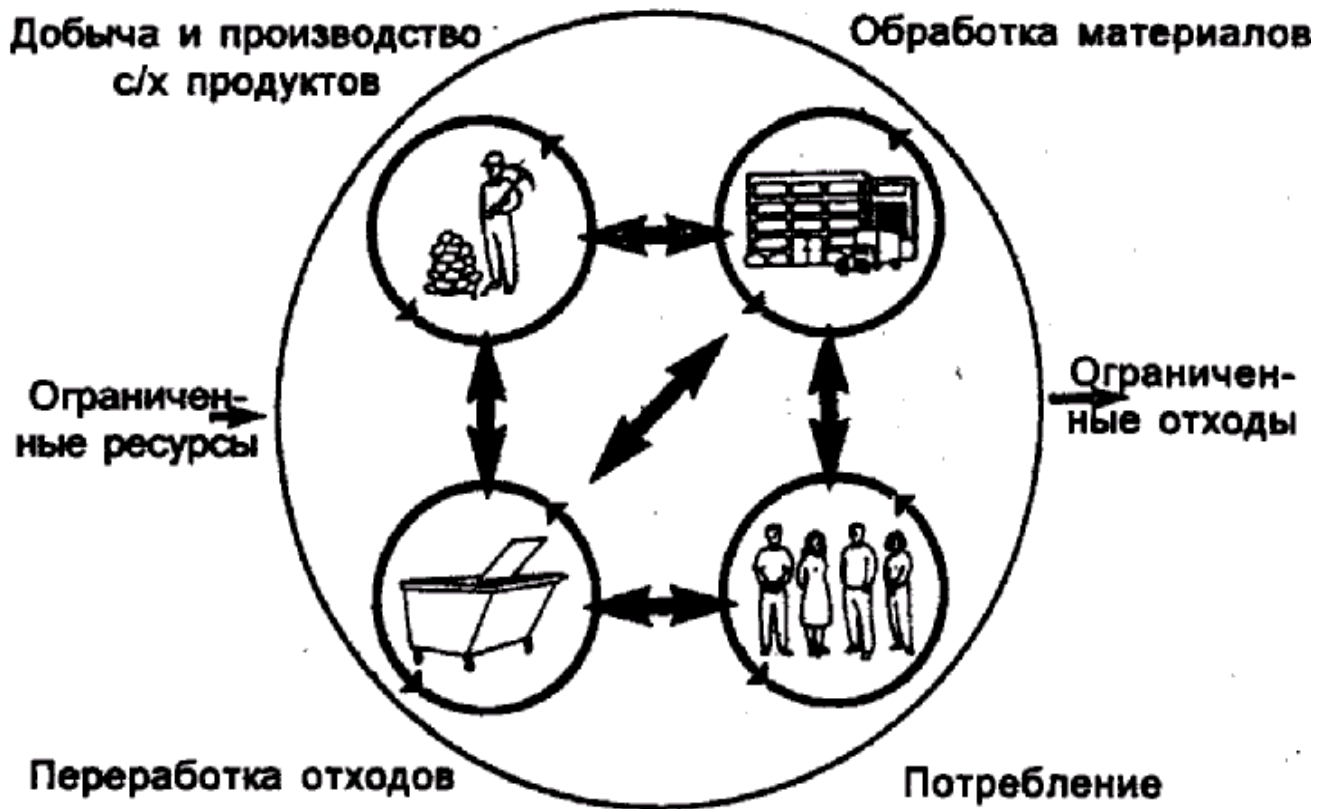 Добыча и производство
с/х продуктов
Обработка материалов
Ограничен-
ные ресурсы
Ограничен-
ные отходы
Переработка отходов
Потребление